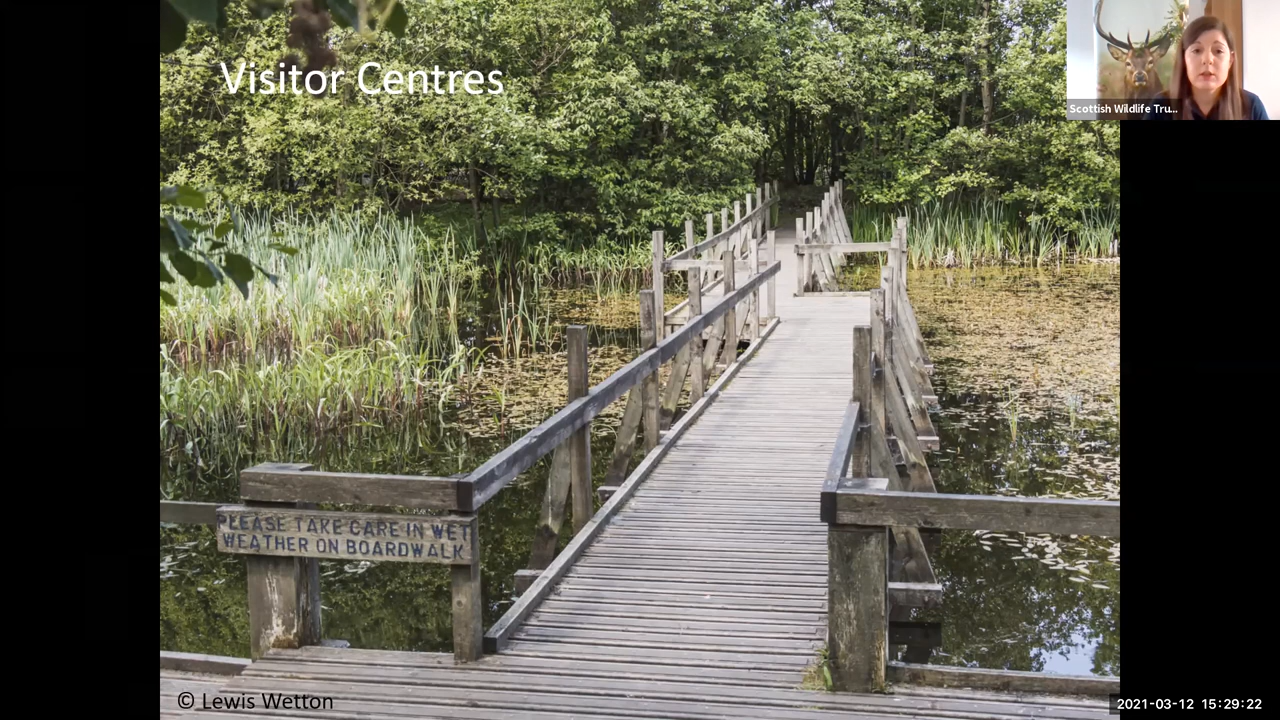 Visitor Centres
Scottish Wildlife Tru...
PLEASE TAKE CARE IN WET
WEATHER ON BOARDWALK
© Lewis Wetton
2021-03-12 15:29:22